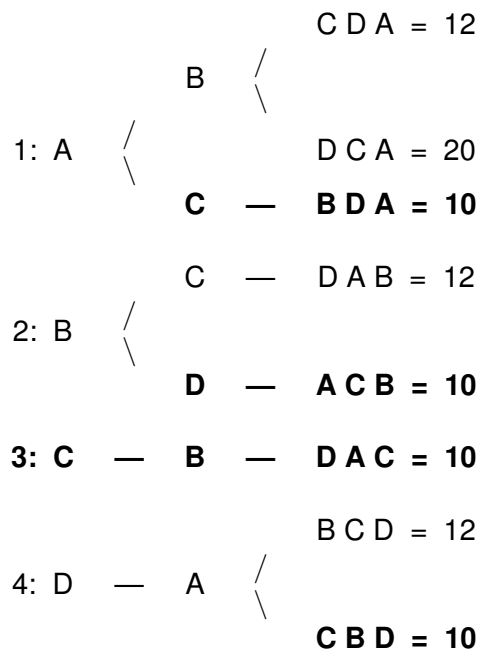 C D A = 12
B
1: A
D C A = 20
C — B D A = 10
C — D A B = 12
2: B
D — A C B = 10
3: C — B — D A C = 10
B C D = 12
4: D — A
C B D = 10